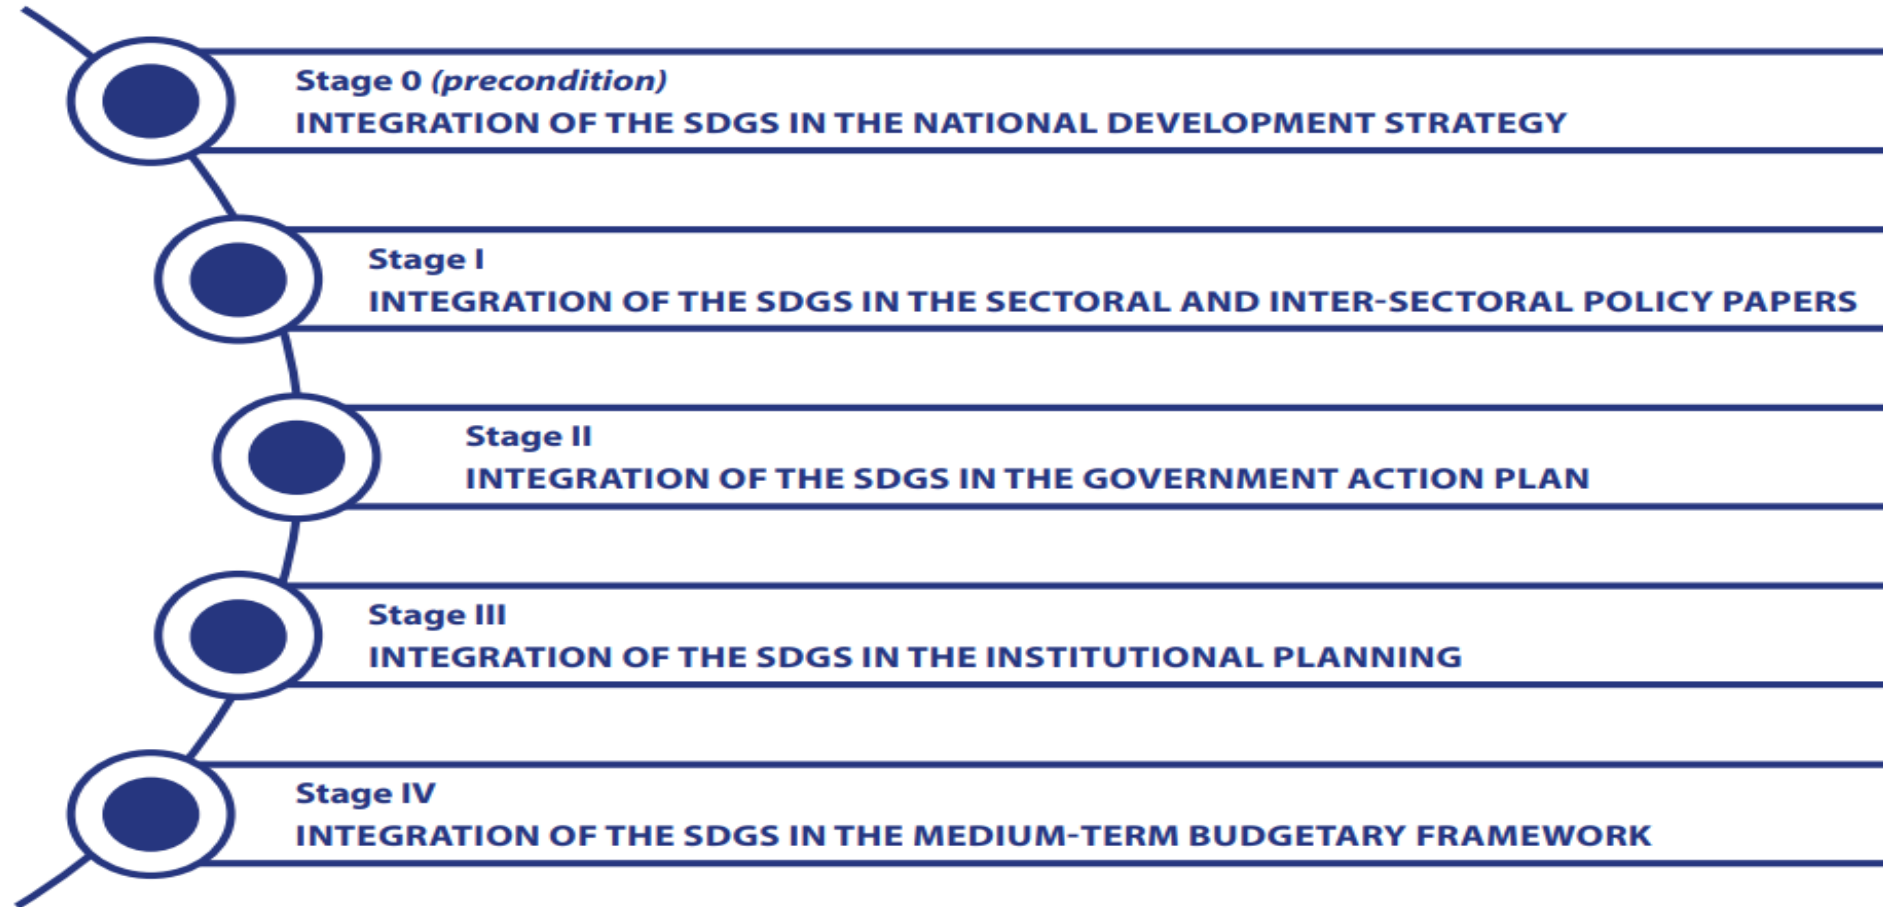 Stage 0 (precondition)
INTEGRATION OF THE SDGS IN THE NATIONAL DEVELOPMENT STRATEGY
Stage I
INTEGRATION OF THE SDGS IN THE SECTORAL AND INTER-SECTORAL POLICY PAPERS
Stage II
INTEGRATION OF THE SDGS IN THE GOVERNMENT ACTION PLAN
Stage III
INTEGRATION OF THE SDGS IN THE INSTITUTIONAL PLANNING
Stage IV
INTEGRATION OF THE SDGS IN THE MEDIUM-TERM BUDGETARY FRAMEWORK